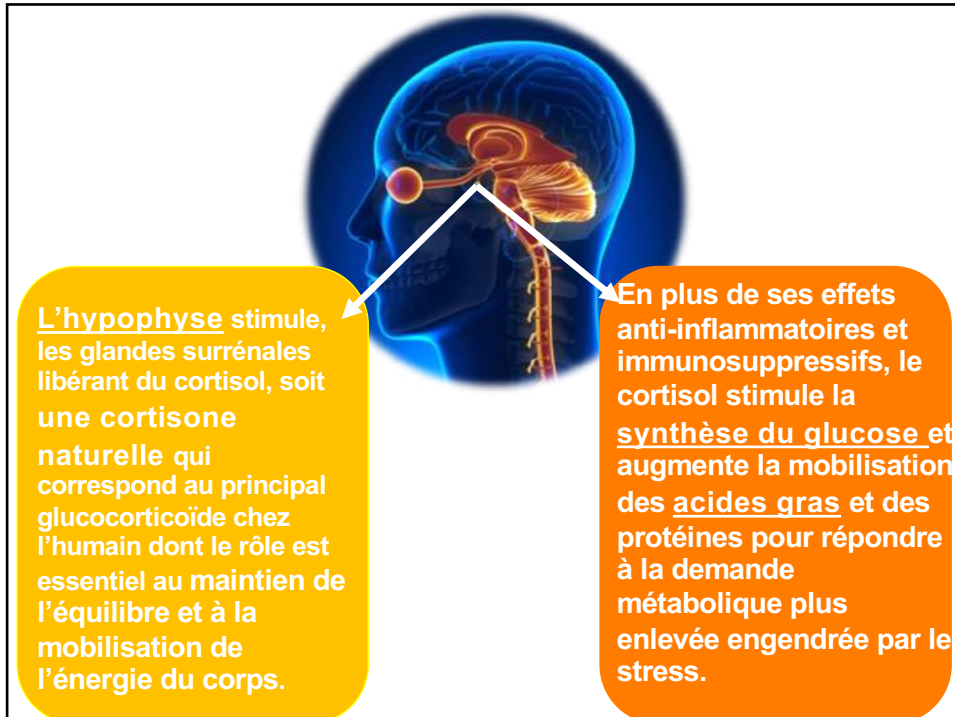 L'hypophyse stimule,
les glandes surrénales
libérant du cortisol, soit
une cortisone
naturelle qui
correspond au principal
glucocorticoïde chez
l'humain dont le rôle est
essentiel au maintien de
l'équilibre et à la
mobilisation de
l'énergie du corps.
En plus de ses effets
anti-inflammatoires et
immunosuppressifs, le
cortisol stimule la
synthèse du glucose et
augmente la mobilisation
des acides gras et des
protéines pour répondre
à la demande
métabolique plus
enlevée engendrée par le
stress.